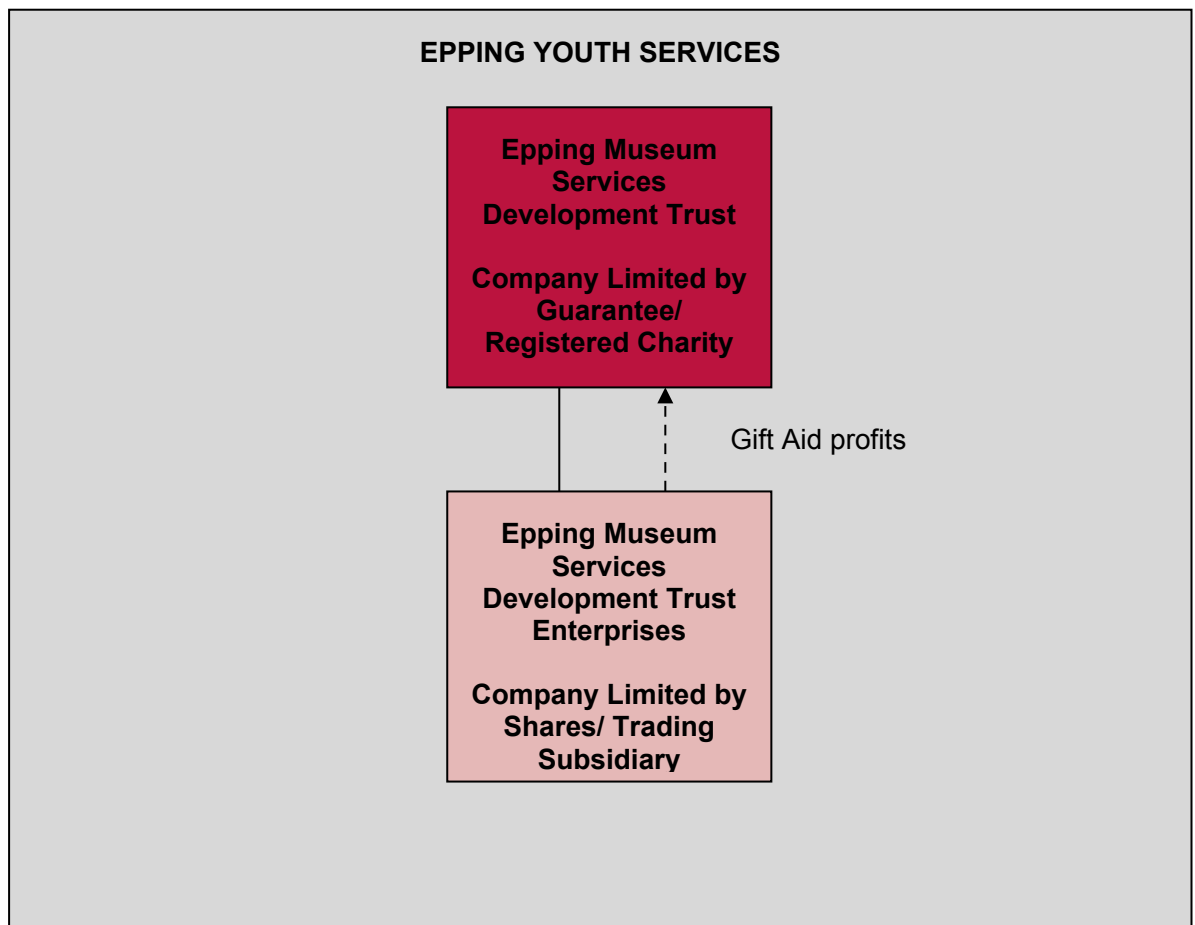 EPPING YOUTH SERVICES
Epping Museum
Services
Development Trust
Company Limited by
Guarantee/
Registered Charity
Gift Aid profits
Epping Museum
Services
Development Trust
Enterprises
Company Limited by
Shares/ Trading
Subsidiary